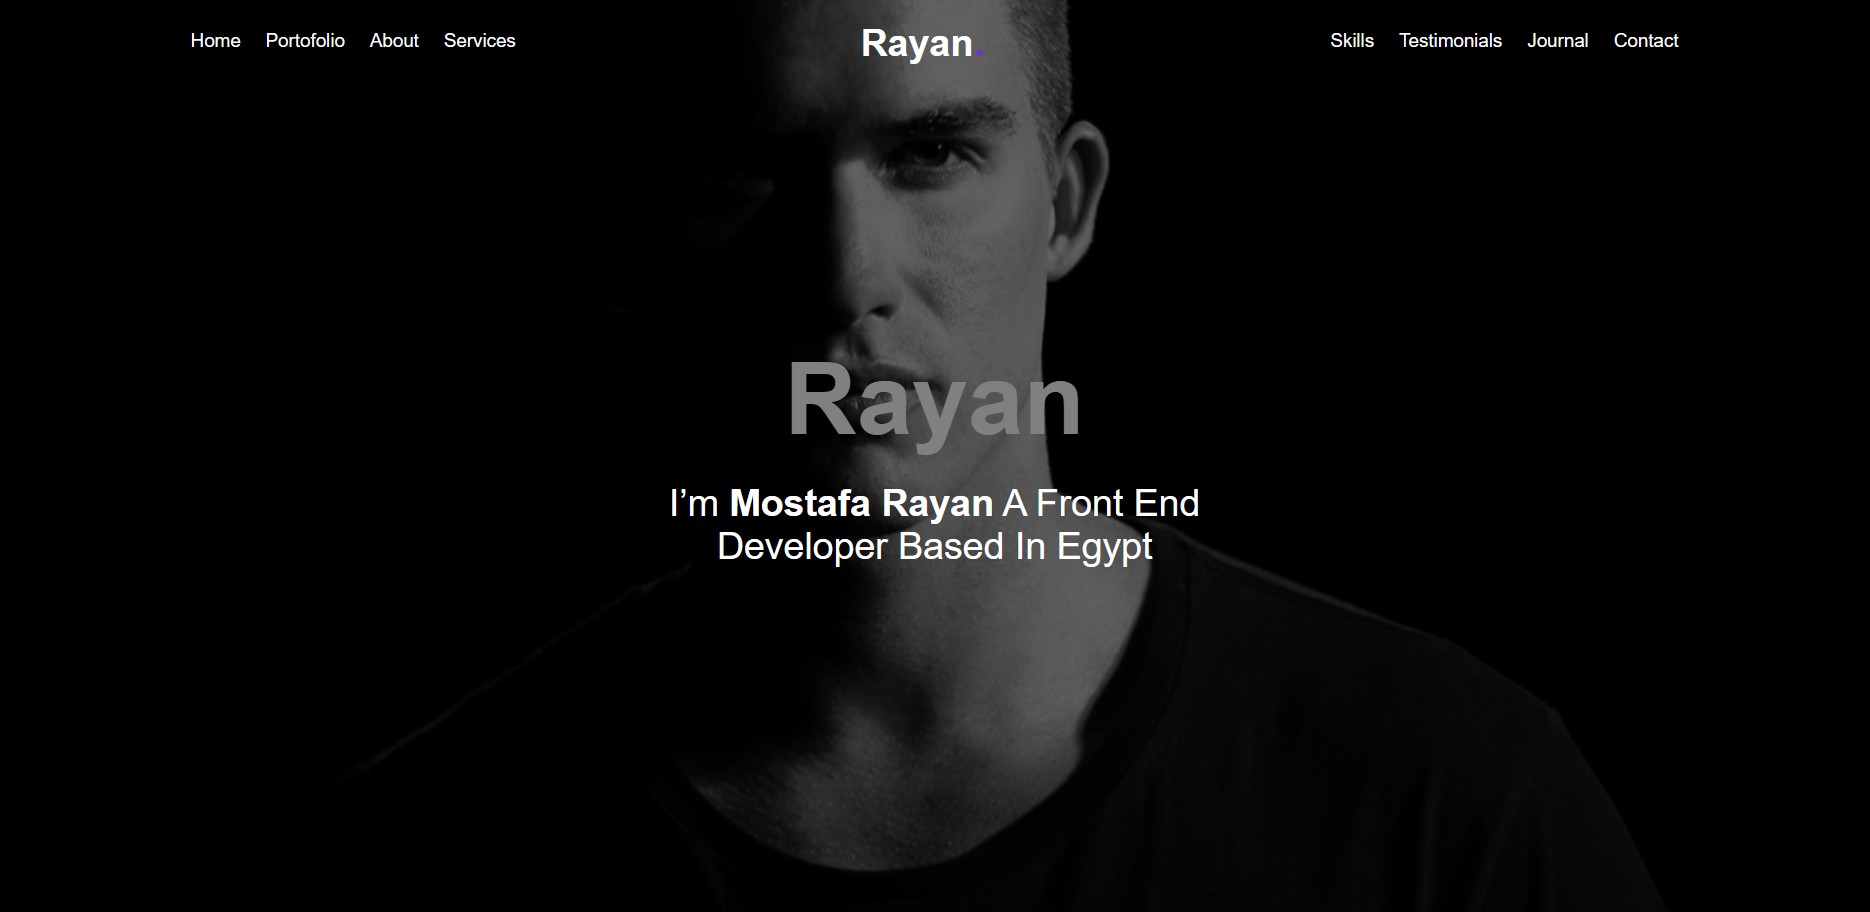 Home Portofolio About Services Rayan. Skills Testimonials Journal Contact
Rayan
I’m Mostafa Rayan A Front End
Developer Based In Egypt